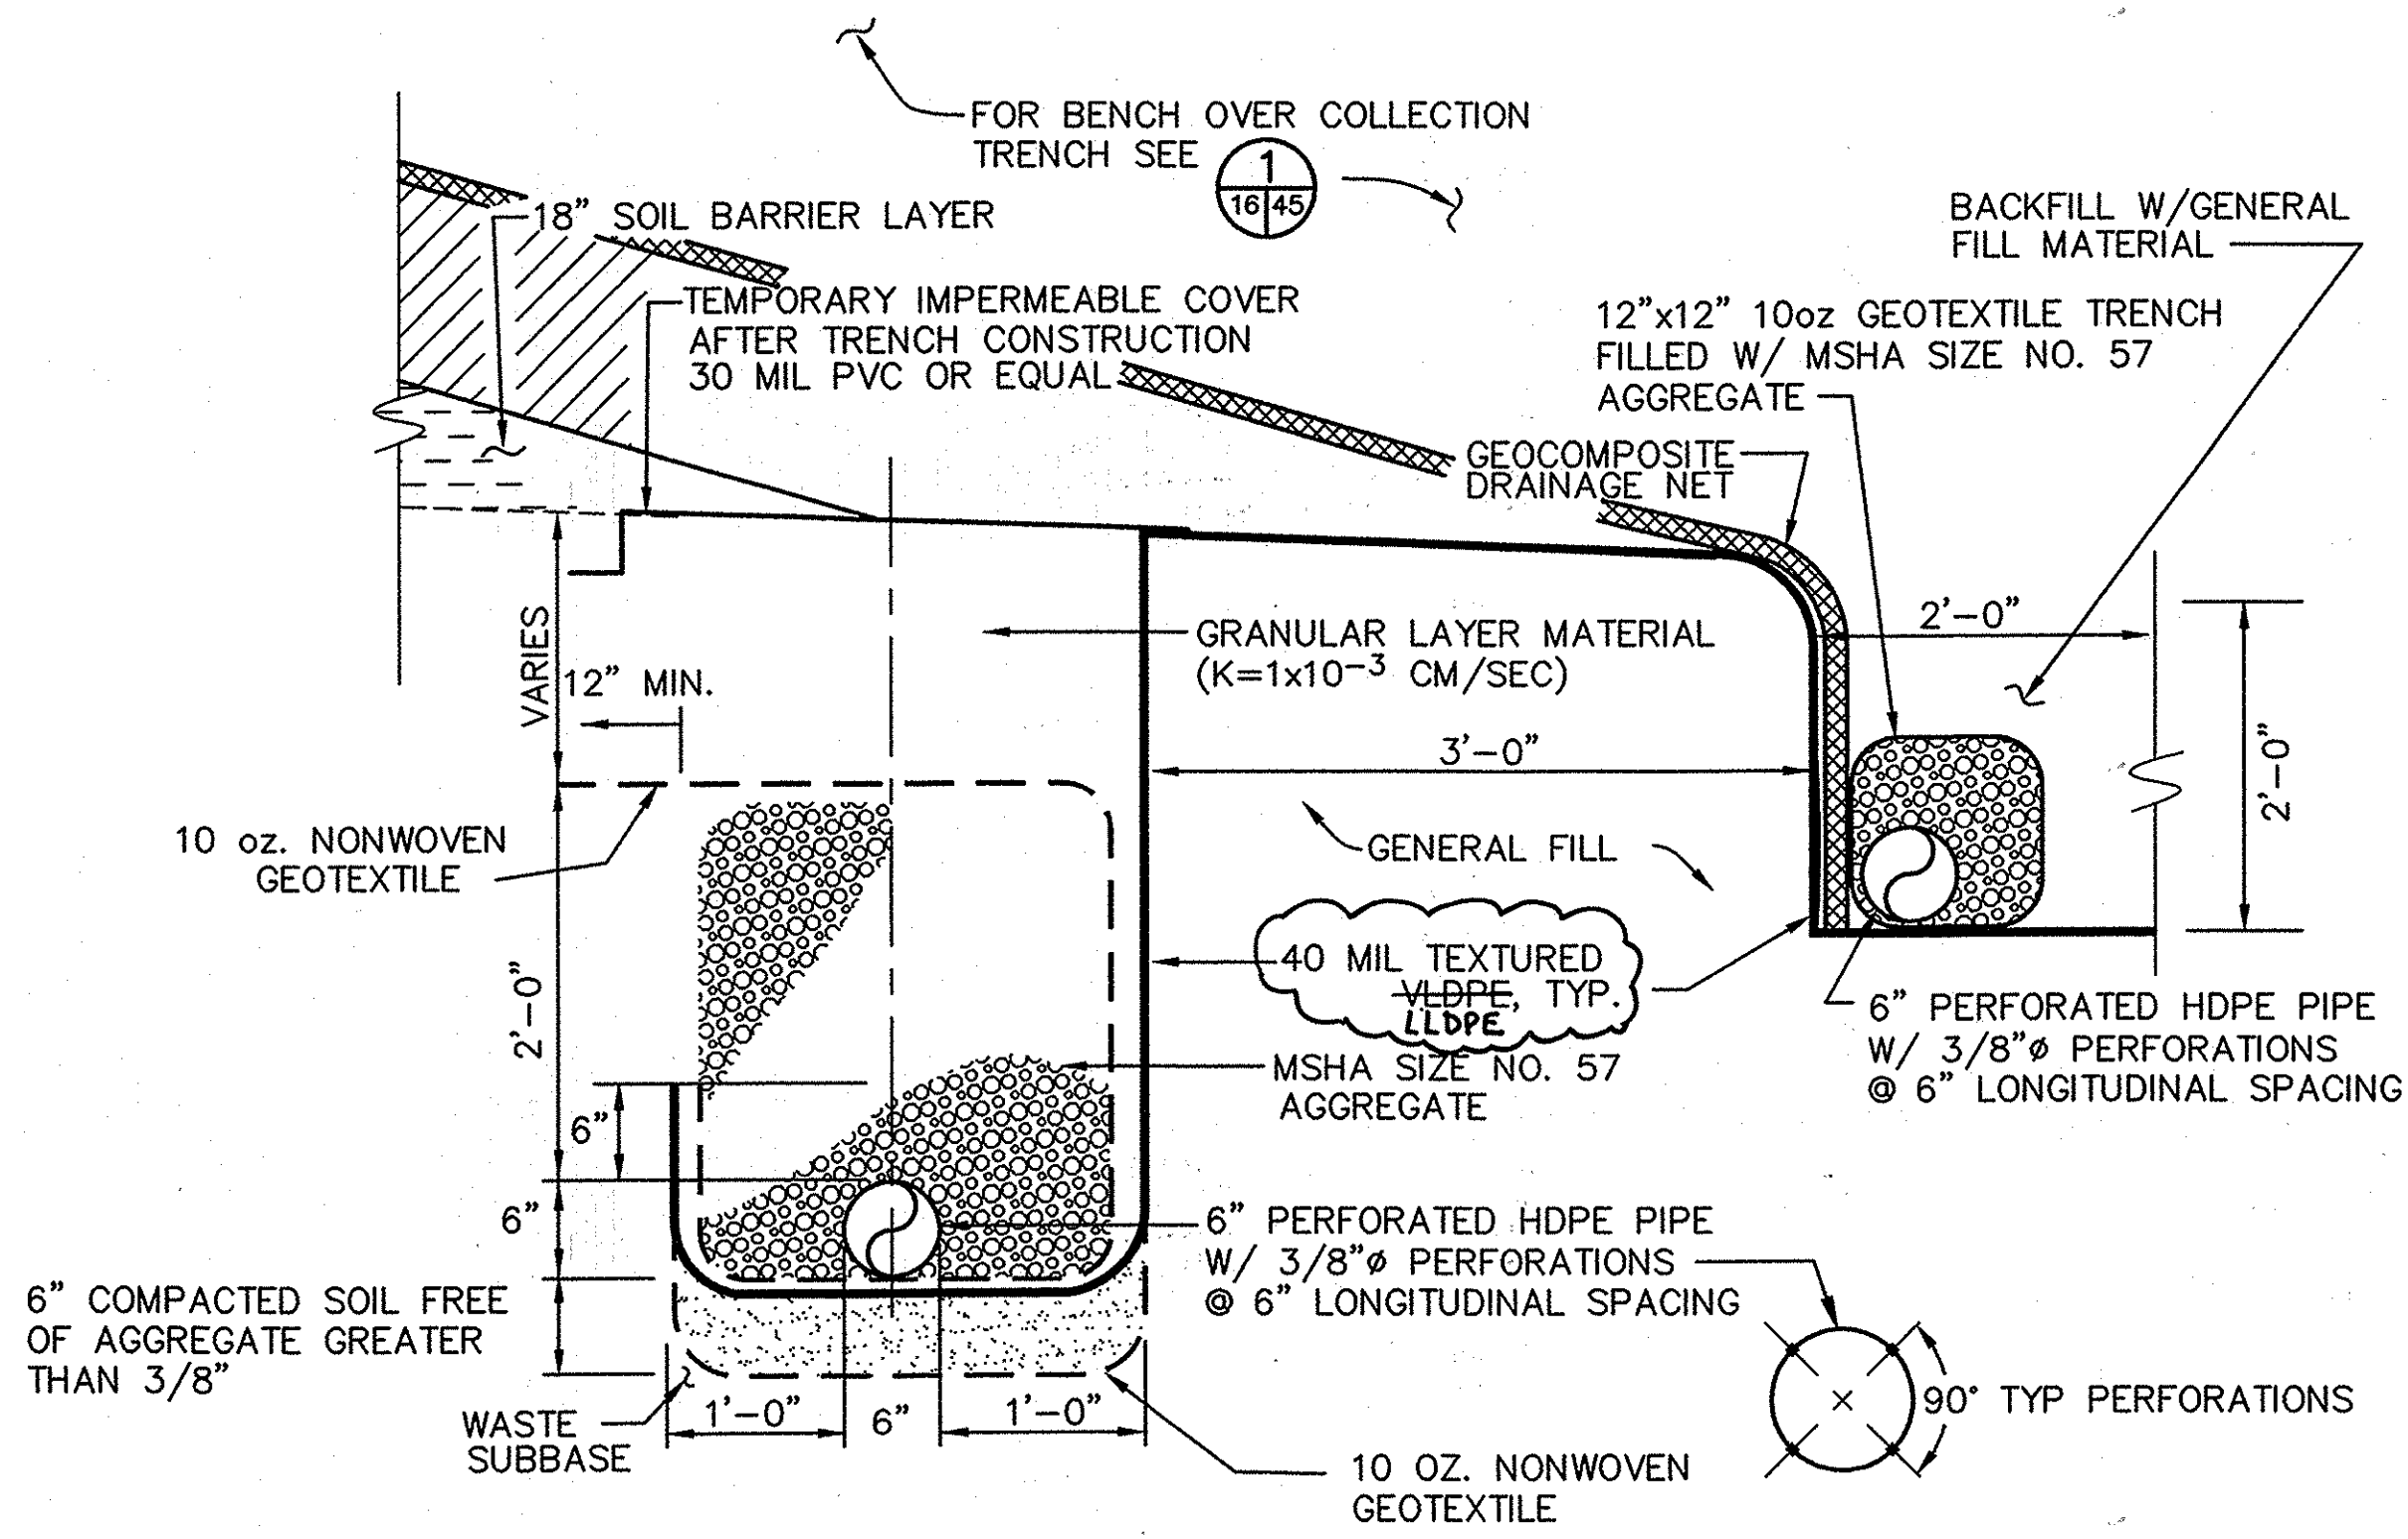 FOR BENCH OVER COLLECTION
TRENCH SEE
1
16 45
18” SOIL BARRIER LAYER
BACKFILL W/GENERAL
FILL MATERIAL
TEMPORARY IMPERMEABLE COVER
AFTER TRENCH CONSTRUCTION
30 MIL PVC OR EQUAL
12”x12” 10oz GEOTEXTILE TRENCH
FILLED W/ MSHA SIZE NO. 57
AGGREGATE
GEOCOMPOSITE
DRAINAGE NET
2’-0”
VARIES
GRANULAR LAYER MATERIAL
(K=1x10⁻³ CM/SEC)
12” MIN.
3’-0”
2’-0”
10 oz. NONWOVEN
GEOTEXTILE
GENERAL FILL
40 MIL TEXTURED
VLDPE, TYP.
LLDPE
2’-0”
6” PERFORATED HDPE PIPE
W/ 3/8”ø PERFORATIONS
@ 6” LONGITUDINAL SPACING
MSHA SIZE NO. 57
AGGREGATE
6”
6”
6” PERFORATED HDPE PIPE
W/ 3/8”ø PERFORATIONS
@ 6” LONGITUDINAL SPACING
6” COMPACTED SOIL FREE
OF AGGREGATE GREATER
THAN 3/8”
WASTE
SUBBASE
1’-0”
6”
1’-0”
90° TYP PERFORATIONS
10 OZ. NONWOVEN
GEOTEXTILE